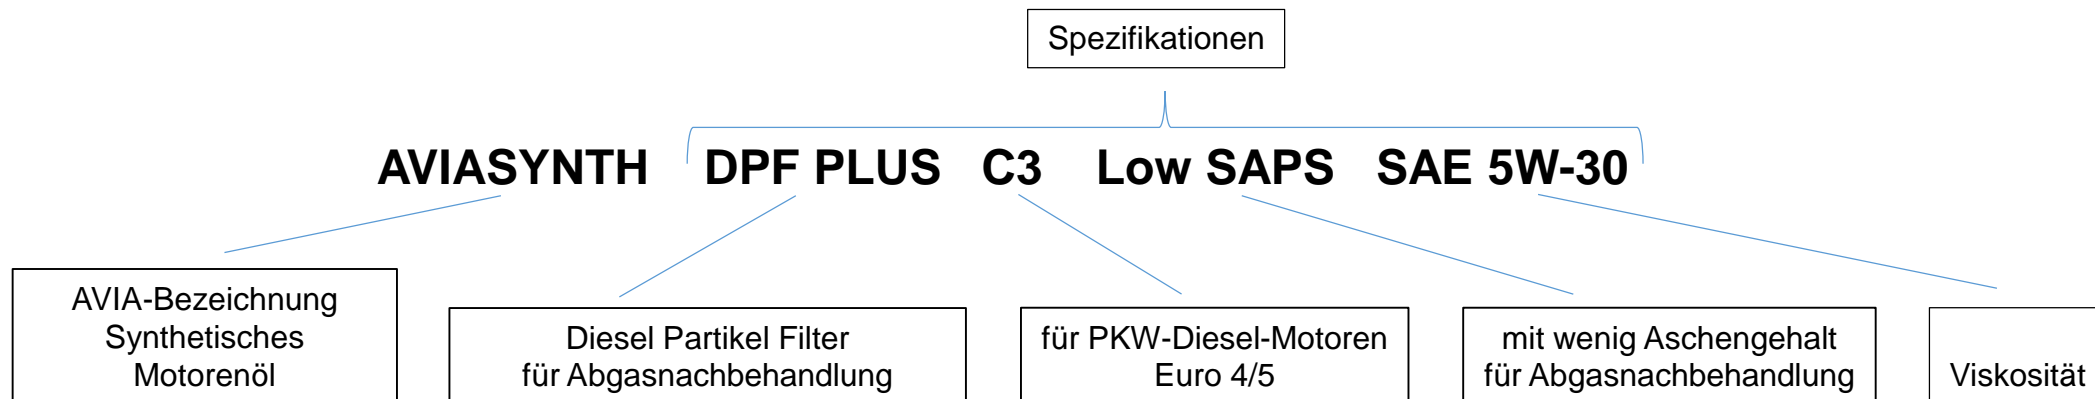 Spezifikationen
AVIASYNTH DPF PLUS C3 Low SAPS SAE 5W-30
AVIA-Bezeichnung
Synthetisches
Motorenöl
Diesel Partikel Filter
für Abgasnachbehandlung
für PKW-Diesel-Motoren
Euro 4/5
mit wenig Aschengehalt
für Abgasnachbehandlung
Viskosität